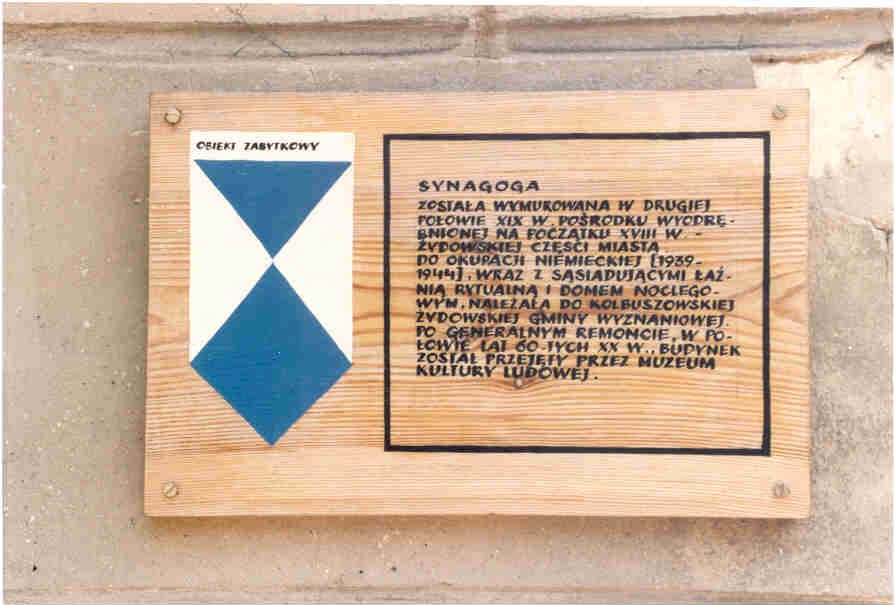 OBIEKT ZABYTKOWY
SYNAGOGA
ZOSTAŁA WYMUROWANA W DRUGIEJ
POŁOWIE XIX W. POŚRODKU WYODRĘ-
BNIONEJ NA POCZĄTKU XVIII W -
ŻYDOWSKIEJ CZĘŚCI MIASTA.
DO OKUPACJI NIEMIECKIEJ [1939-
1944], WRAZ Z SĄSIADUJĄCYMI ŁAŹ-
NIĄ RYTUALNĄ I DOMEM NOCLEGO-
WYM, NALEŻAŁA DO KOLBUSZOWSKIEJ
ŻYDOWSKIEJ GMINY WYZNANIOWEJ.
PO GENERALNYM REMONCIE, W PO-
ŁOWIE LAT 60-TYCH XX W., BUDYNEK
ZOSTAŁ PRZEJĘTY PRZEZ MUZEUM
KULTURY LUDOWEJ.